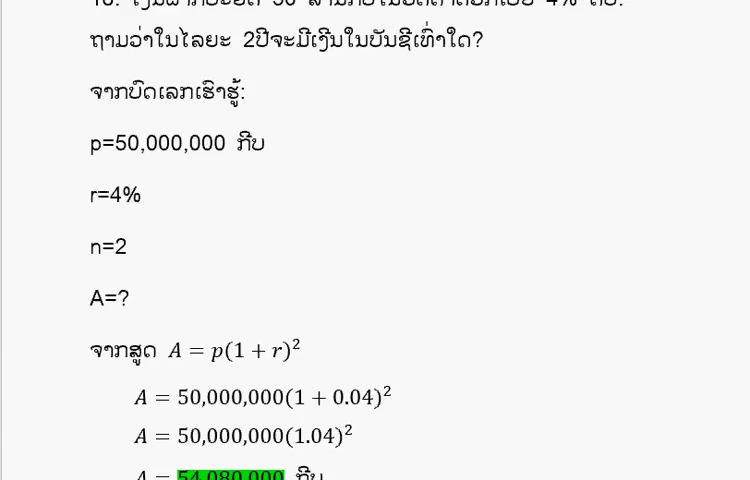 ຖາມວ່າໃນໄລຍະ 2ປີຈະມີເງິນໃນບັນຊີເທົ່າໃດ?
ຈາກບົດເລກເຮົາຮູ້:
p=50,000,000 ກີບ
r=4%
n=2
A=?
ຈາກສູດ A = p(1 + r)²
A = 50,000,000(1 + 0.04)²
A = 50,000,000(1.04)²
A = 54,080,000 ກີບ